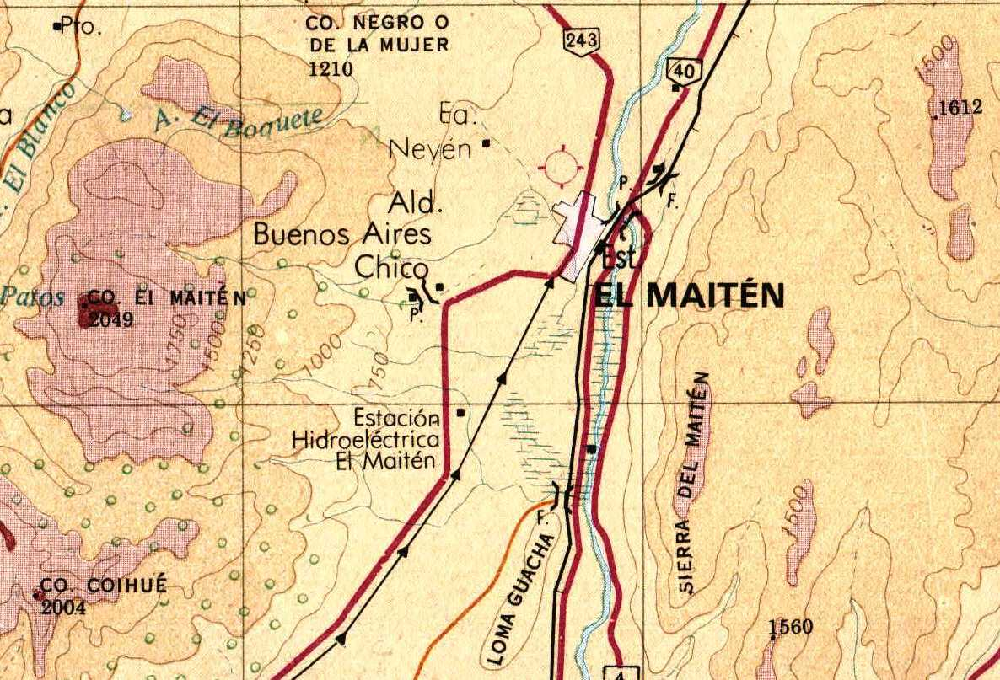 Pto.
CO. NEGRO O
DE LA MUJER
1210
243
40
1500
1612
a
El Blanco
A. El Boquete
Ea.
Neyén
P.
F.
Ald.
Buenos Aires
Chico
P.
Est.
EL MAITÉN
Patos
CO. El MAITÉN
2049
1750
1500
1250
1000
750
Estación
Hidroeléctrica
El Maitén
SIERRA DEL MAITÉN
1500
F.
LOMA GUACHA
CO. COIHUÉ
2004
1560
4